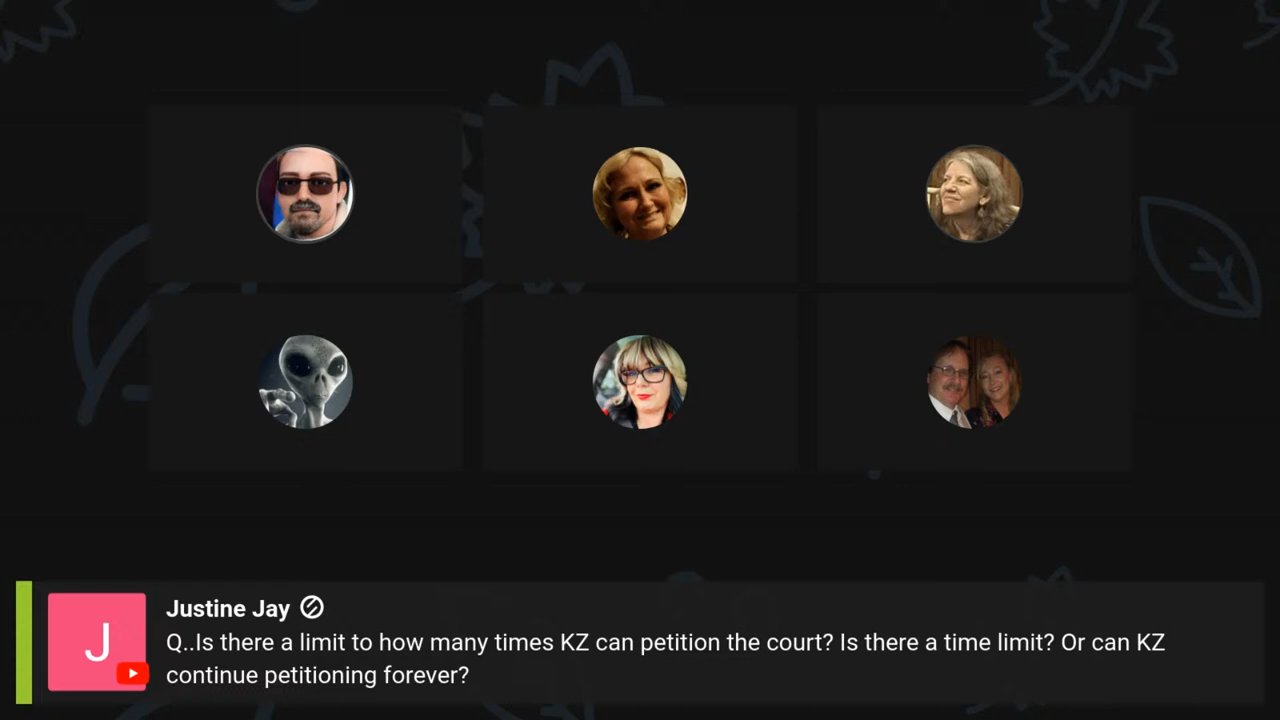 Justine Jay
J
Q..Is there a limit to how many times KZ can petition the court? Is there a time limit? Or can KZ
continue petitioning forever?